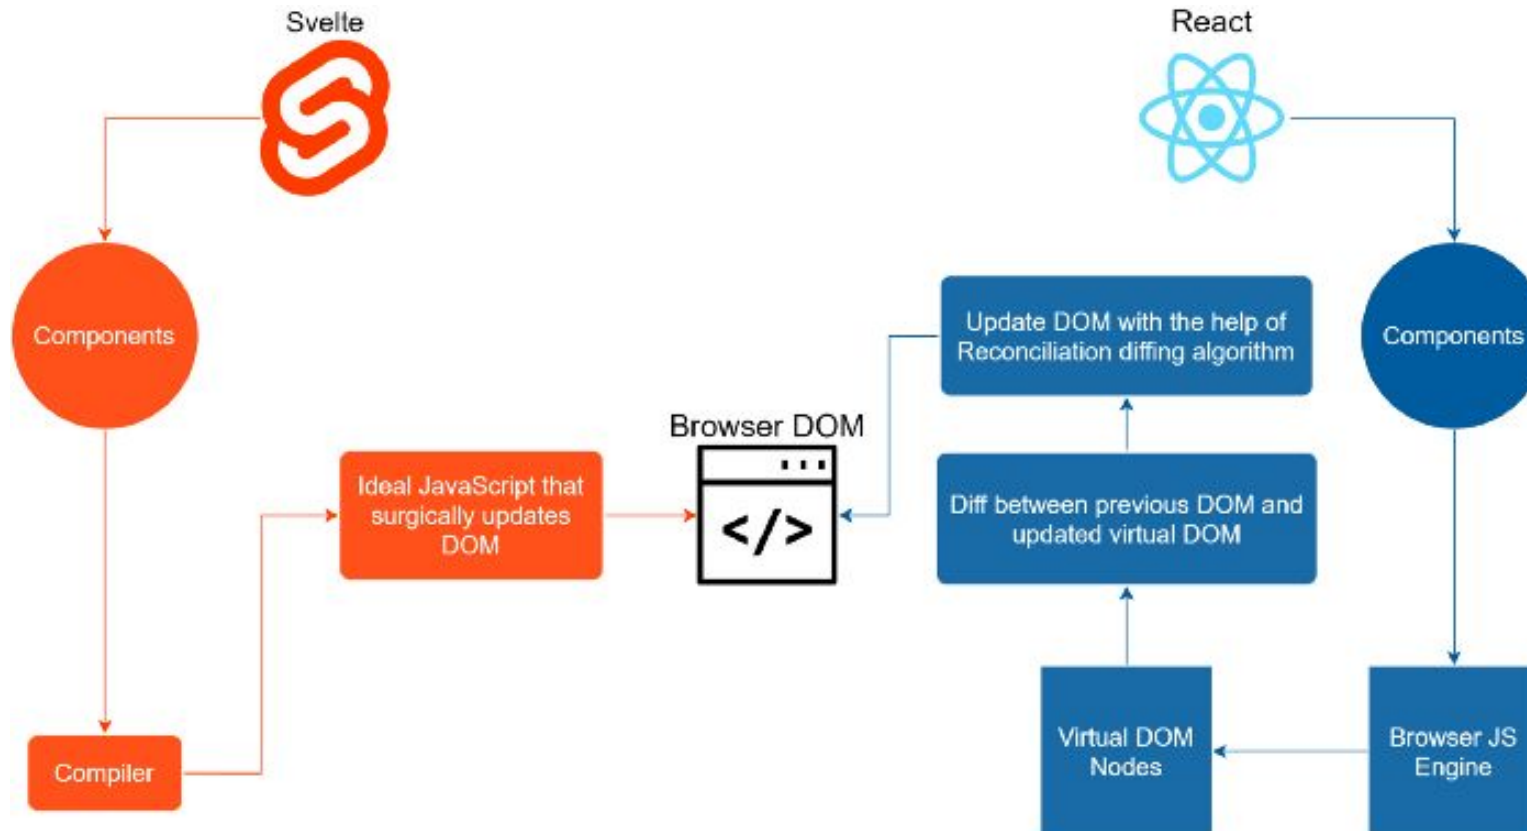 Svelte
React
Components
Update DOM with the help of
Reconciliation diffing algorithm
Components
Browser DOM
</>
Ideal JavaScript that
surgically updates
DOM
Diff between previous DOM and
updated virtual DOM
Compiler
Virtual DOM
Nodes
Browser JS
Engine